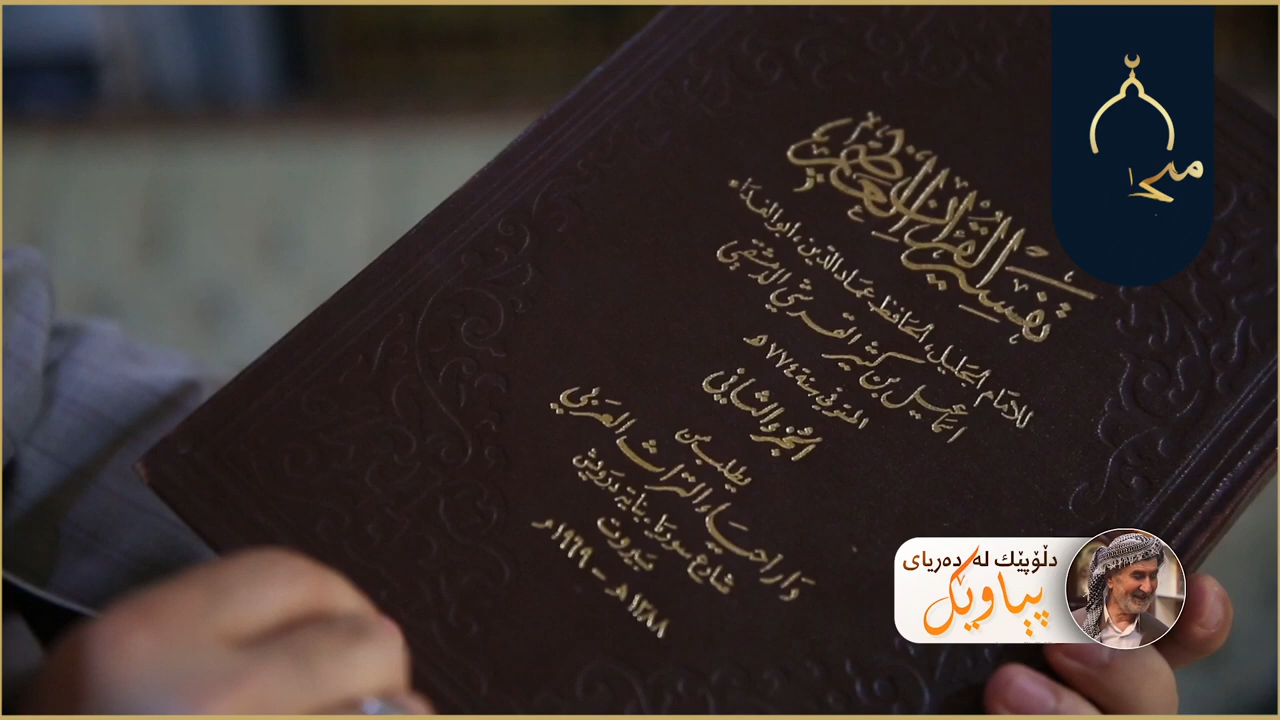 تفسير القرآن العظيم
للامام الجليل، الحافظ عماد الدين، ابو الفداء
اسماعيل بن كثير القرشي الدمشقي
المتوفى سنة ٧٧٤ هـ
الجزء الثاني
يطلب من
دار احياء التراث العربي
شارع سوريا. بناية درويش
بيروت
١٣٨٨ هـ - ١٩٦٩ م
دڵۆپێك له دەریای
پیاوێك